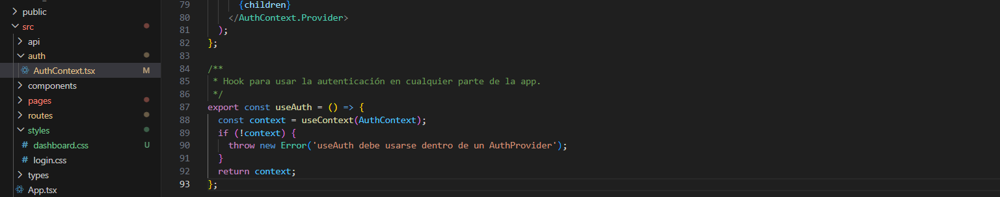 public
src
api
auth
AuthContext.tsx M
components
pages
routes
styles
# dashboard.css U
# login.css
types
App.tsx
79 {children}
80 </AuthContext.Provider>
81 );
82 };
83
84 /**
85 * Hook para usar la autenticación en cualquier parte de la app.
86 */
87 export const useAuth = () => {
88 const context = useContext(AuthContext);
89 if (!context) {
90 throw new Error('useAuth debe usarse dentro de un AuthProvider');
91 }
92 return context;
93 };